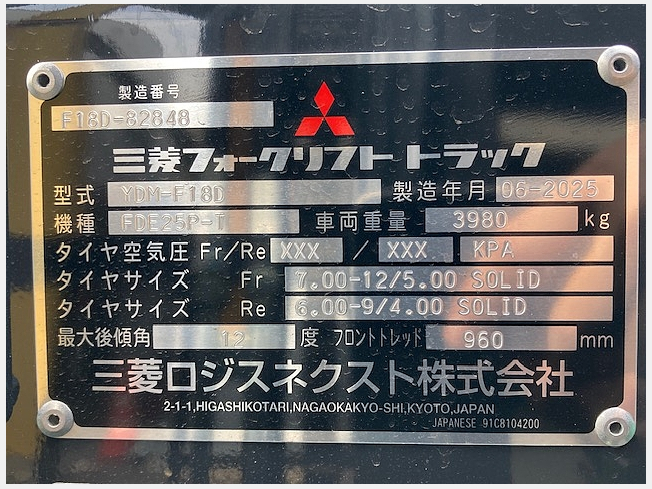 製造番号
F18D-82848
三菱フォークリフト トラック
型式 YDM-F18D 製造年月 06-2025
機種 FDE25P-T 車両重量 3980 kg
タイヤ空気圧 Fr/Re XXX / XXX KPA
タイヤサイズ Fr 7.00-12/5.00 SOLID
タイヤサイズ Re 6.00-9/4.00 SOLID
最大後傾角 12 度 フロントトレッド 960 mm
三菱ロジスネクスト株式会社
2-1-1,HIGASHIKOTARI,NAGAOKAKYO-SHI,KYOTO,JAPAN
JAPANESE 91C8104200